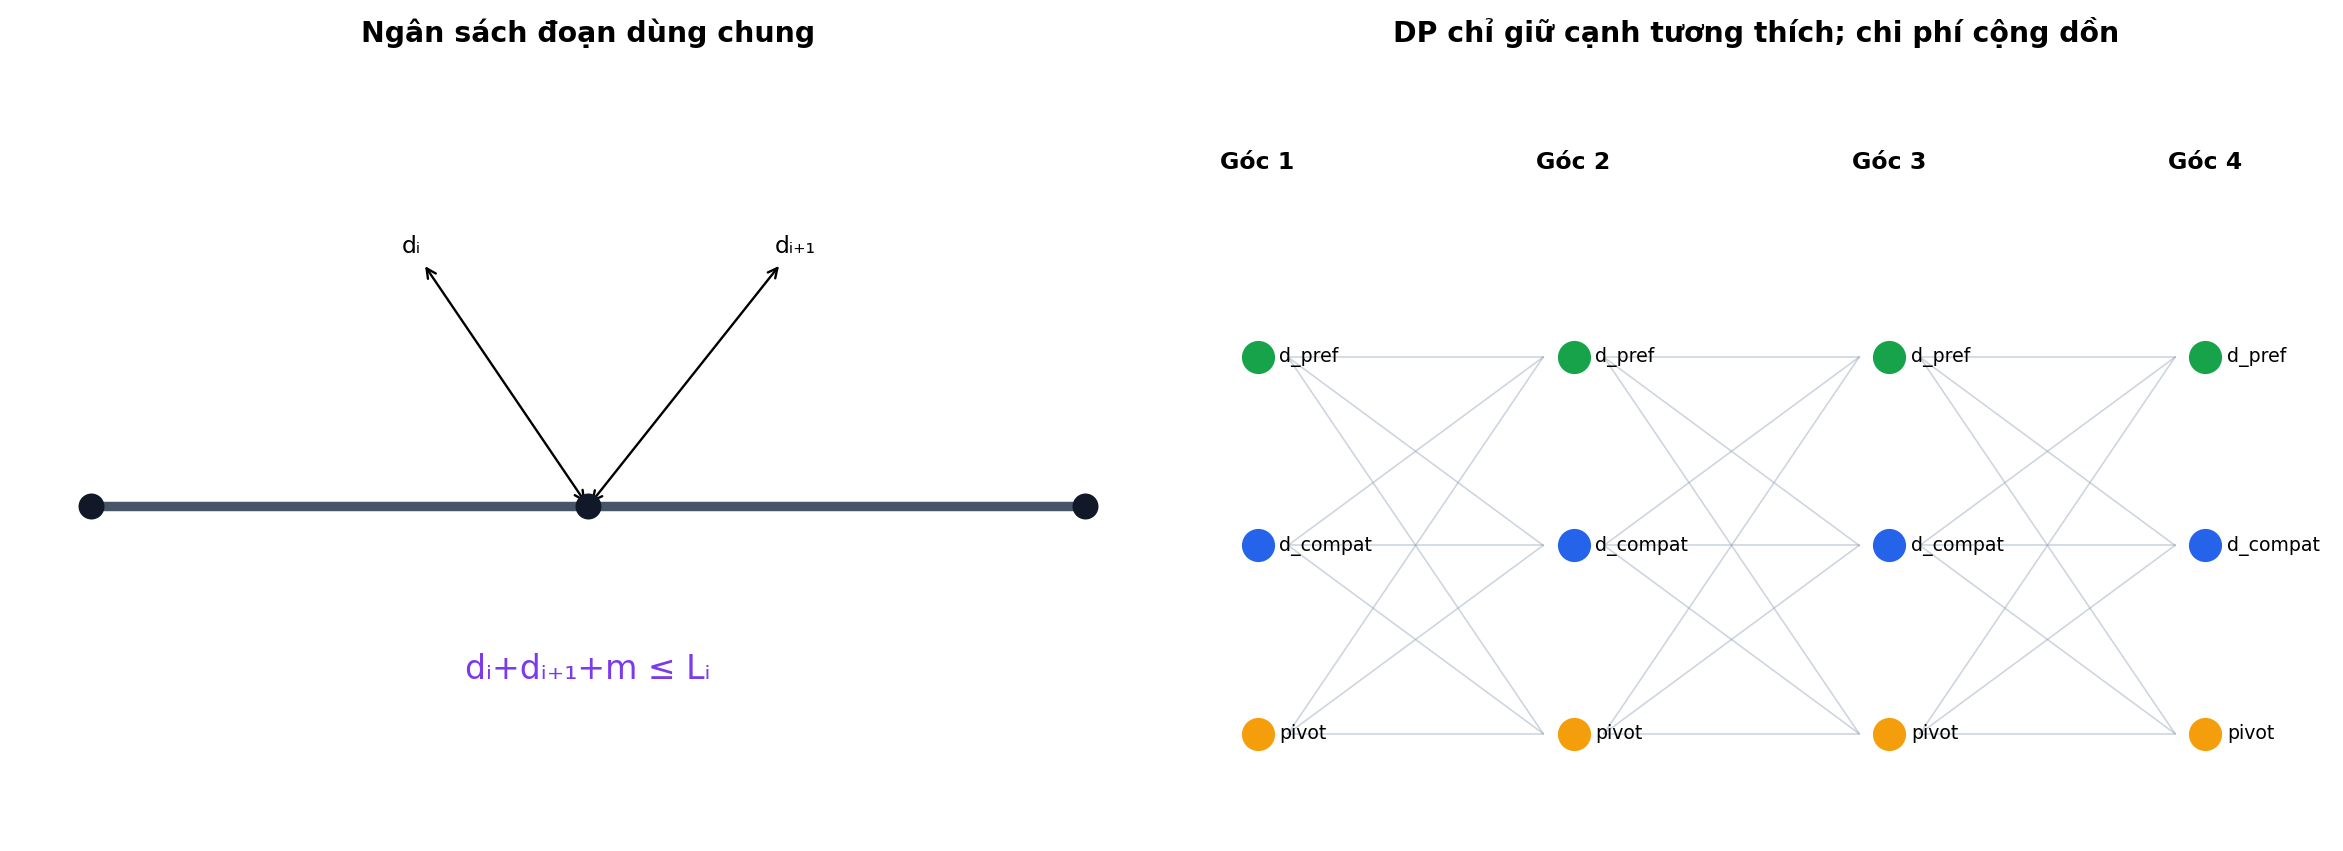 Ngân sách đoạn dùng chung
dᵢ
dᵢ₊₁
dᵢ+dᵢ₊₁+m ≤ Lᵢ
DP chỉ giữ cạnh tương thích; chi phí cộng dồn
Góc 1 Góc 2 Góc 3 Góc 4
d_pref d_pref d_pref d_pref
d_compat d_compat d_compat d_compat
pivot pivot pivot pivot